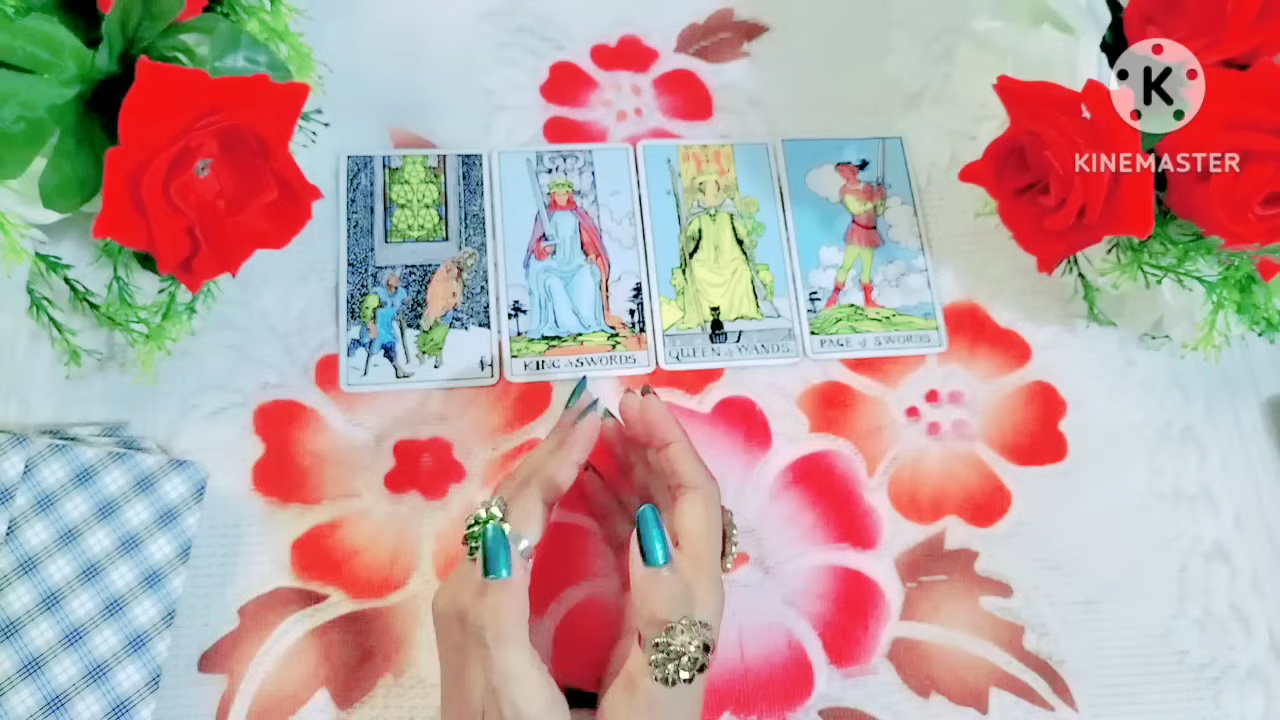 K
KINEMASTER
KING of SWORDS.
QUEEN of WANDS.
PAGE of SWORDS.